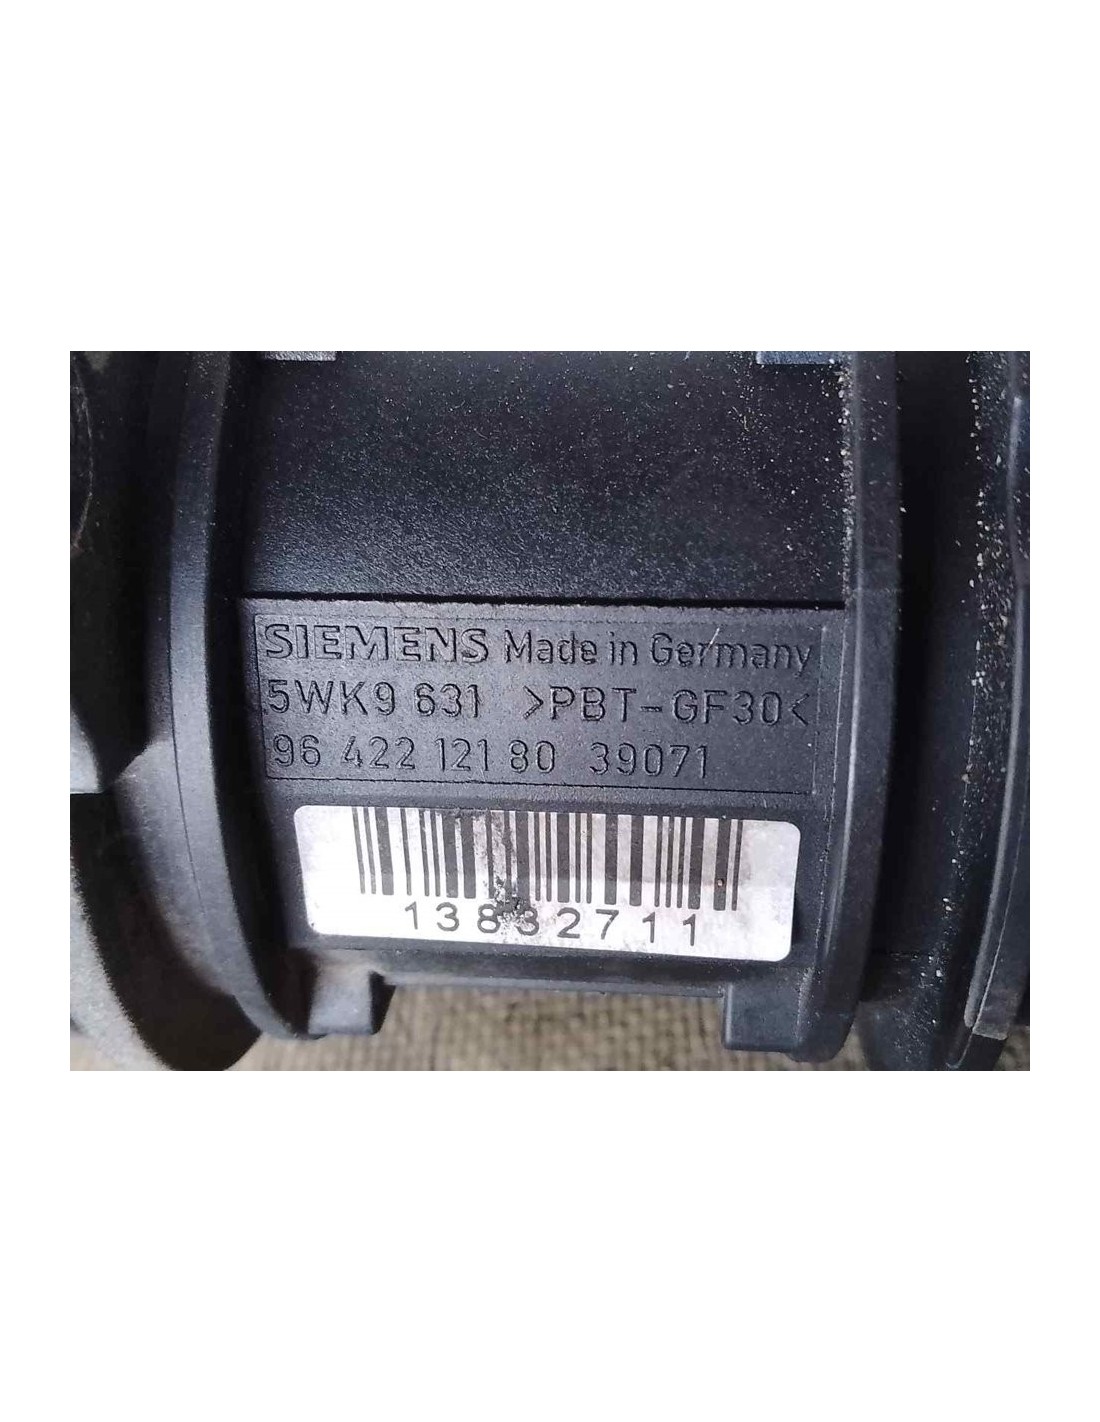 SIEMENS Made in Germany
5WK9 631 >PBT-GF30<
96 422 121 80 39071
13832711